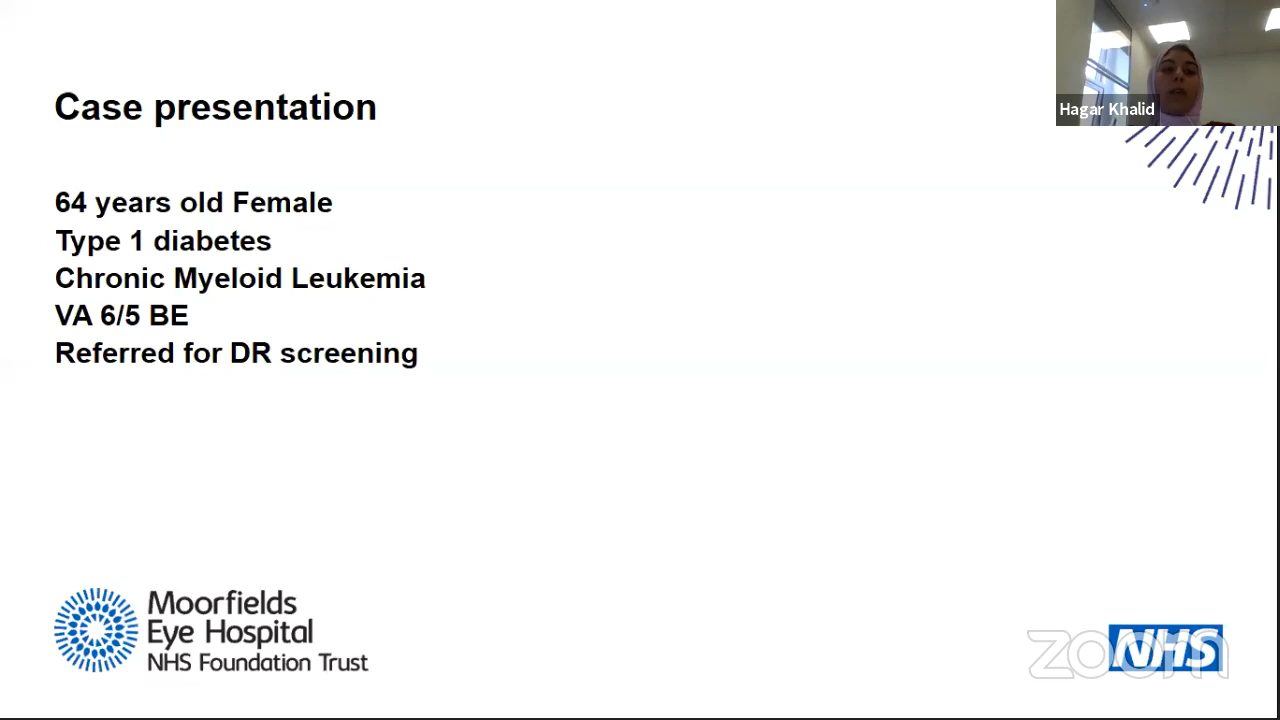 Case presentation
Hagar Khalid
64 years old Female
Type 1 diabetes
Chronic Myeloid Leukemia
VA 6/5 BE
Referred for DR screening
Moorfields
Eye Hospital
NHS Foundation Trust
NHS
zoom